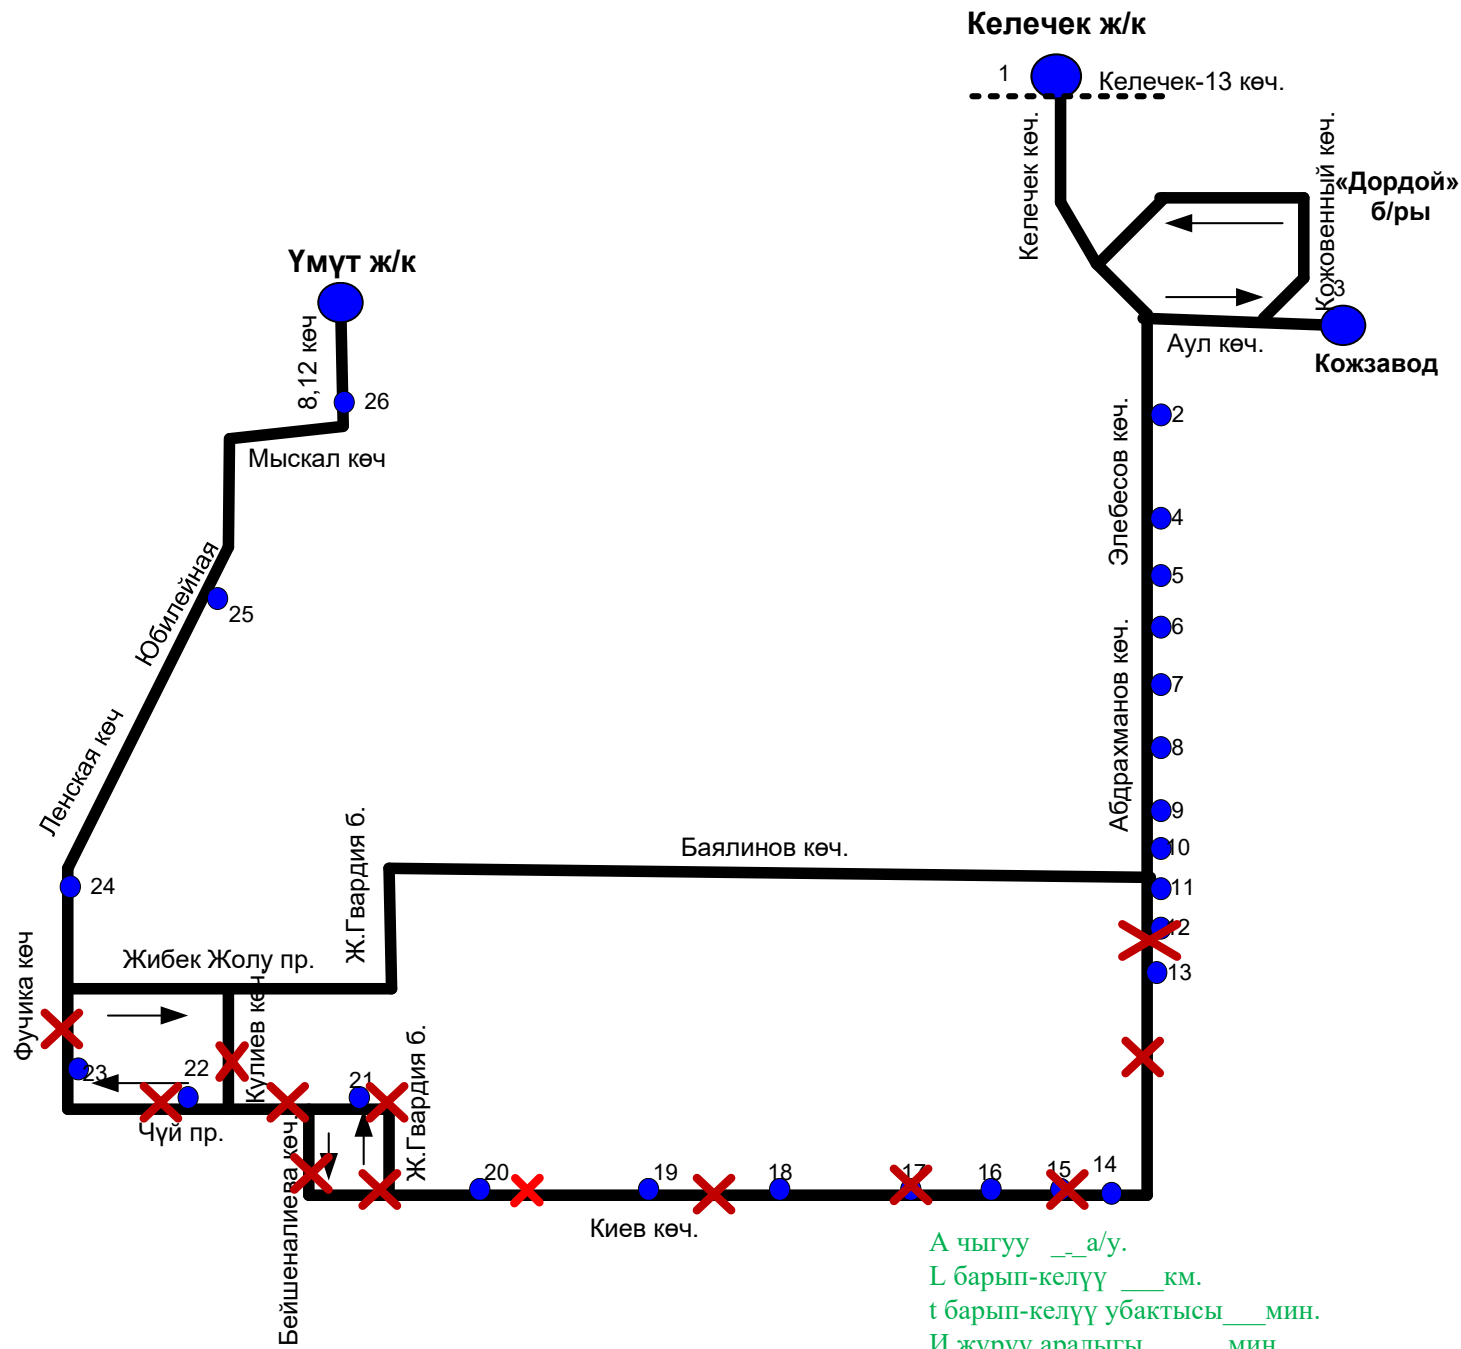 Келечек ж/к
1
Келечек-13 көч.
Келечек көч.
Кожовенный көч.
«Дордой»
б/ры
3
Аул көч.
Кожзавод
Үмүт ж/к
8,12 көч
26
Мыскал көч
Юбилейная
25
Ленская көч
24
Элебесов көч.
2
4
5
6
7
8
9
10
11
12
13
Абдрахманов көч.
Баялинов көч.
Ж.Гвардия б.
Жибек Жолу пр.
Фучика көч
Кулиев көч.
23
22
21
Чүй пр.
Ж.Гвардия б.
Бейшеналиева көч.
20
19
18
17
16
15
14
Киев көч.
А чыгуу _-_а/у.
L барып-келүү ___км.
t барып-келүү убактысы___мин.
И жүрүү аралыгы ______мин